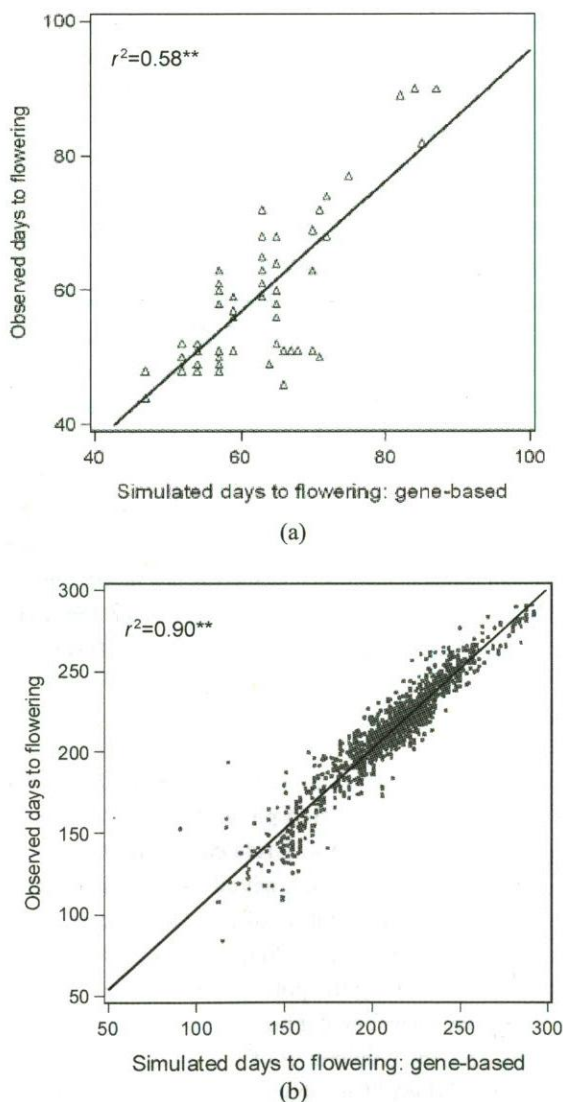 100
r²=0.58**
80
60
40
Observed days to flowering
40 60 80 100
Simulated days to flowering: gene-based
(a)
300
r²=0.90**
250
200
150
100
50
Observed days to flowering
50 100 150 200 250 300
Simulated days to flowering: gene-based
(b)